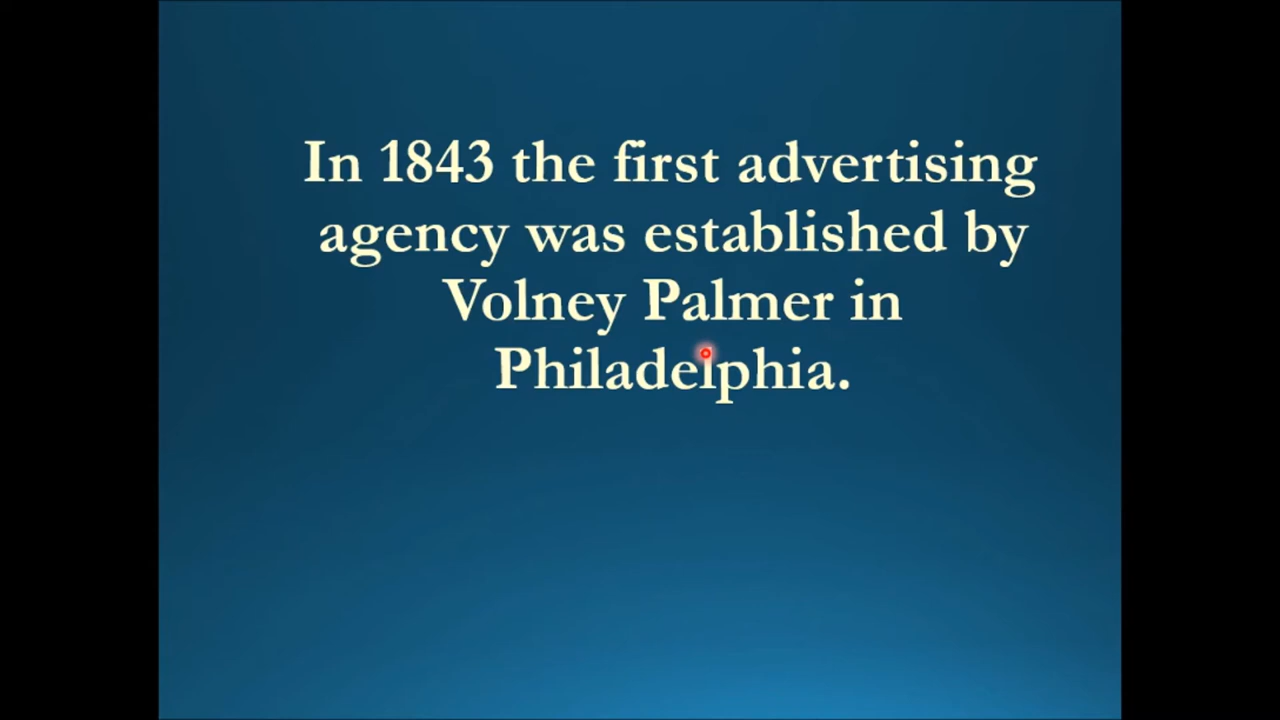 In 1843 the first advertising
agency was established by
Volney Palmer in
Philadelphia.